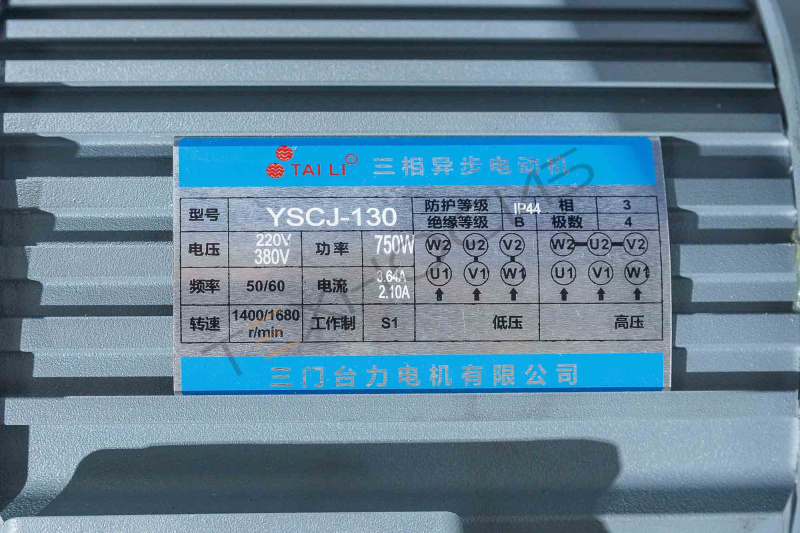 TAI LI 三相异步电动机
型号 YSCJ-130 防护等级 IP44 相 3
绝缘等级 B 极数 4
电压 220V 380V 功率 750W
W2 U2 V2 W2 U2 V2
频率 50/60 电流 3.64A 2.10A
U1 V1 W1 U1 V1 W1
转速 1400/1680 r/min 工作制 S1 低压 高压
三门台力电机有限公司